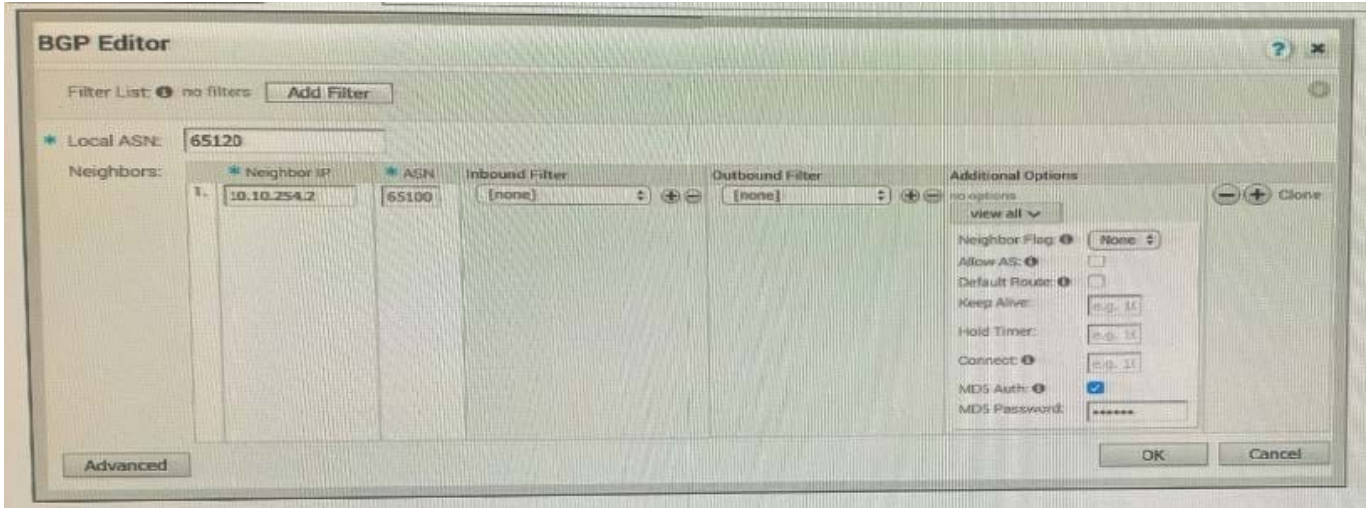 BGP Editor
?
Filter List: no filters Add Filter
* Local ASN: 65120
Neighbors: * Neighbor IP * ASN Inbound Filter Outbound Filter Additional Options
1. 10.10.254.2 65100 [none] [none] no options Clone
view all
Neighbor Flag: None
Allow AS:
Default Route:
Keep Alive: e.g.
Hold Timer: e.g.
Connect: e.g.
MD5 Auth:
MD5 Password: ••••••
Advanced OK Cancel